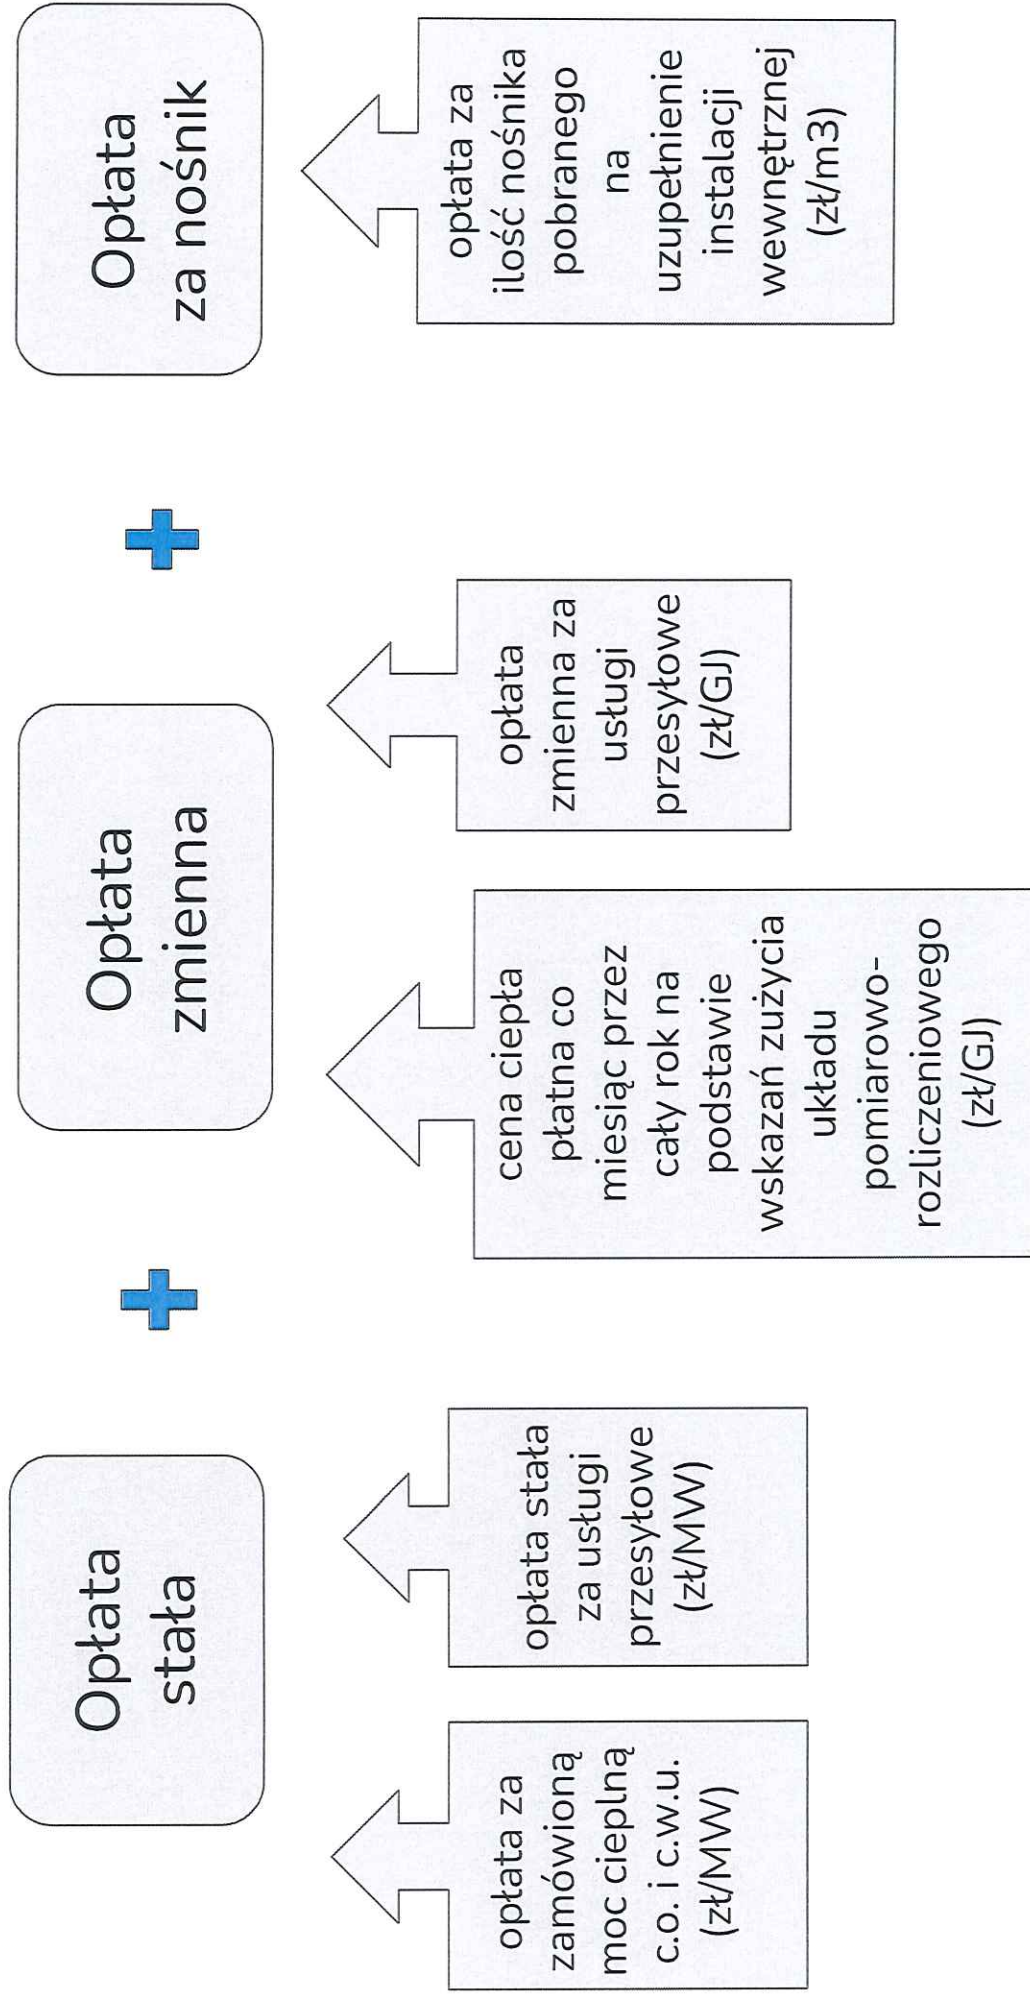 Opłata
stała
+
Opłata
zmienna
+
Opłata
za nośnik
opłata za
zamówioną
moc cieplną
c.o. i c.w.u.
(zł/MW)
opłata stała
za usługi
przesyłowe
(zł/MW)
cena ciepła
płatna co
miesiąc przez
cały rok na
podstawie
wskazań zużycia
układu
pomiarowo-
rozliczeniowego
(zł/GJ)
opłata
zmienna za
usługi
przesyłowe
(zł/GJ)
opłata za
ilość nośnika
pobranego
na
uzupełnienie
instalacji
wewnętrznej
(zł/m3)